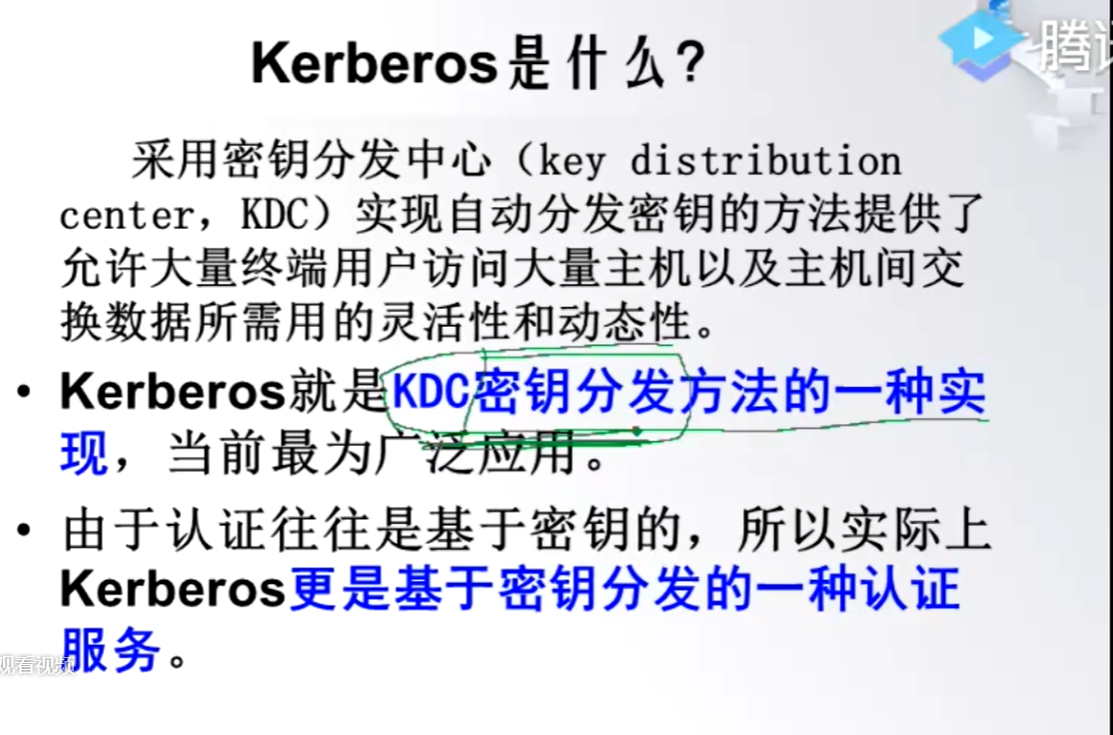 Kerberos是什么?
腾讯
采用密钥分发中心（key distribution
center，KDC）实现自动分发密钥的方法提供了
允许大量终端用户访问大量主机以及主机间交
换数据所需用的灵活性和动态性。
• Kerberos就是KDC密钥分发方法的一种实
现，当前最为广泛应用。
• 由于认证往往是基于密钥的，所以实际上
Kerberos更是基于密钥分发的一种认证
服务。
观看视频